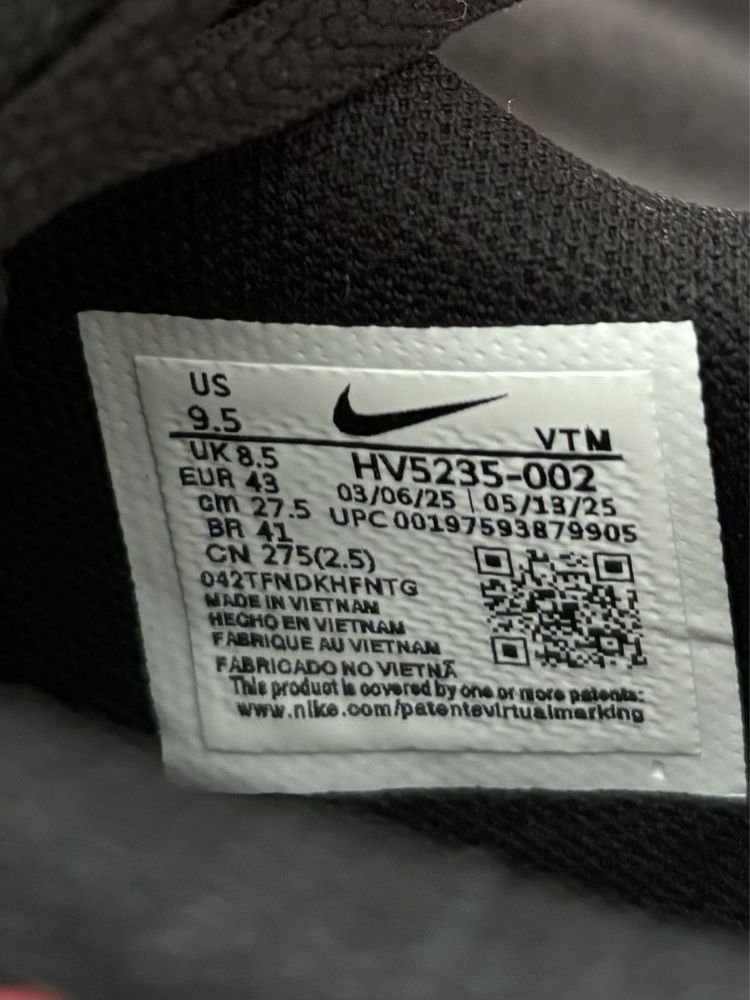 US
9.5
VTM
UK 8.5
HV5235-002
EUR 43
03/06/25 | 05/13/25
cm 27.5
UPC 00197593879905
BR 41
CN 275(2.5)
042TFNDKHFNTG
MADE IN VIETNAM
HECHO EN VIETNAM
FABRIQUE AU VIETNAM
FABRICADO NO VIETNÃ
This product is covered by one or more patents:
www.nike.com/patentsvirtualmarking